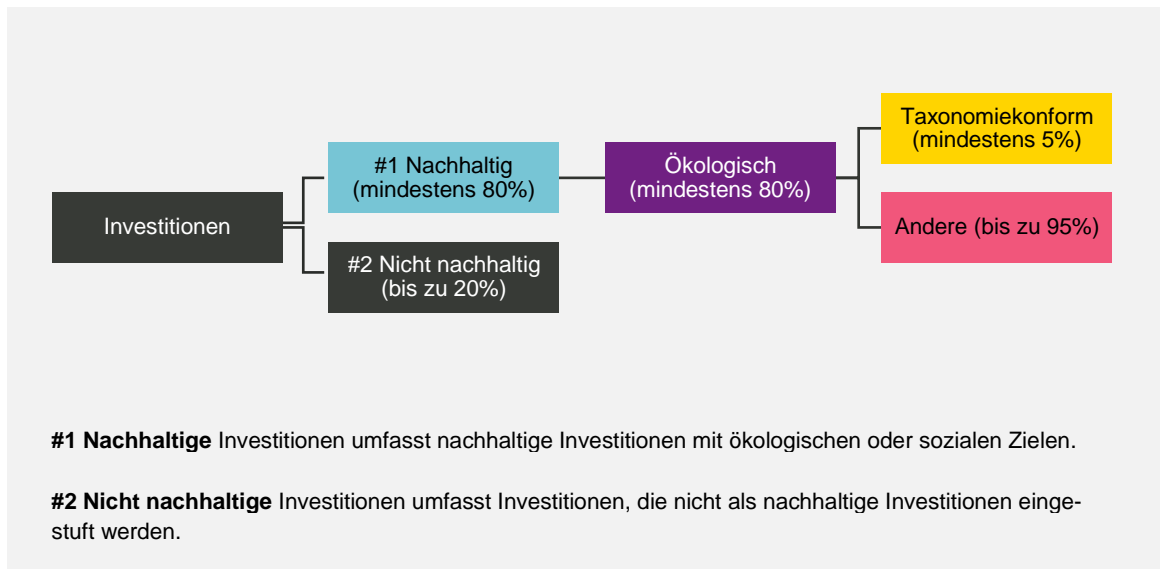 Taxonomiekonform
(mindestens 5%)
#1 Nachhaltig
(mindestens 80%)
Ökologisch
(mindestens 80%)
Investitionen
Andere (bis zu 95%)
#2 Nicht nachhaltig
(bis zu 20%)
#1 Nachhaltige Investitionen umfasst nachhaltige Investitionen mit ökologischen oder sozialen Zielen.
#2 Nicht nachhaltige Investitionen umfasst Investitionen, die nicht als nachhaltige Investitionen einge-
stuft werden.